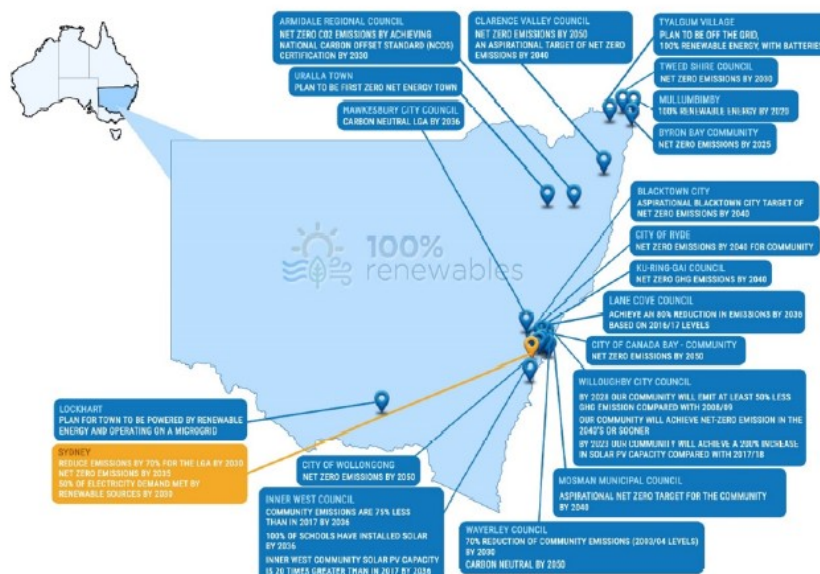 ARMIDALE REGIONAL COUNCIL
NET ZERO CO2 EMISSIONS BY ACHIEVING
NATIONAL CARBON OFFSET STANDARD (NCOS)
CERTIFICATION BY 2030
CLARENCE VALLEY COUNCIL
NET ZERO EMISSIONS BY 2050
AN ASPIRATIONAL TARGET OF NET ZERO
EMISSIONS BY 2040
TYALGUM VILLAGE
PLAN TO BE OFF THE GRID,
100% RENEWABLE ENERGY, WITH BATTERIES
TWEED SHIRE COUNCIL
NET ZERO EMISSIONS BY 2030
URALLA TOWN
PLAN TO BE FIRST ZERO NET ENERGY TOWN
MULLUMBIMBY
100% RENEWABLE ENERGY BY 2020
HAWKESBURY CITY COUNCIL
CARBON NEUTRAL LGA BY 2036
BYRON BAY COMMUNITY
NET ZERO EMISSIONS BY 2025
BLACKTOWN CITY
ASPIRATIONAL BLACKTOWN CITY TARGET OF
NET ZERO EMISSIONS BY 2040
CITY OF RYDE
NET ZERO EMISSIONS BY 2040 FOR COMMUNITY
100%
renewables
KU-RING-GAI COUNCIL
NET ZERO GHG EMISSIONS BY 2040
LANE COVE COUNCIL
ACHIEVE AN 80% REDUCTION IN EMISSIONS BY 2036
BASED ON 2016/17 LEVELS
CITY OF CANADA BAY - COMMUNITY
NET ZERO EMISSIONS BY 2050
WILLOUGHBY CITY COUNCIL
BY 2028 OUR COMMUNITY WILL EMIT AT LEAST 50% LESS
GHG EMISSION COMPARED WITH 2008/09
OUR COMMUNITY WILL ACHIEVE NET-ZERO EMISSION IN THE
2040'S OR SOONER
BY 2023 OUR COMMUNITY WILL ACHIEVE A 200% INCREASE
IN SOLAR PV CAPACITY COMPARED WITH 2017/18
LOCKHART
PLAN FOR TOWN TO BE POWERED BY RENEWABLE
ENERGY AND OPERATING ON A MICROGRID
SYDNEY
REDUCE EMISSIONS BY 70% FOR THE LGA BY 2030
NET ZERO EMISSIONS BY 2035
50% OF ELECTRICITY DEMAND MET BY
RENEWABLE SOURCES BY 2030
CITY OF WOLLONGONG
NET ZERO EMISSIONS BY 2050
MOSMAN MUNICIPAL COUNCIL
ASPIRATIONAL NET ZERO TARGET FOR THE COMMUNITY
BY 2040
INNER WEST COUNCIL
COMMUNITY EMISSIONS ARE 75% LESS
THAN IN 2017 BY 2036
100% OF SCHOOLS HAVE INSTALLED SOLAR
BY 2036
INNER WEST COMMUNITY SOLAR PV CAPACITY
IS 20 TIMES GREATER THAN IN 2017 BY 2036
WAVERLEY COUNCIL
70% REDUCTION OF COMMUNITY EMISSIONS (2003/04 LEVELS)
BY 2030
CARBON NEUTRAL BY 2050